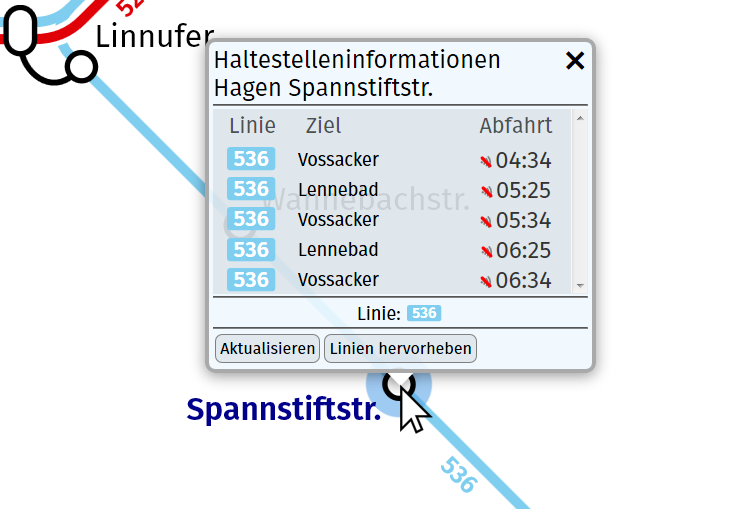 52
Linnufer
Haltestelleninformationen
Hagen Spannstiftstr.
Linie Ziel Abfahrt
536 Vossacker 04:34
536 Lennebad 05:25
Wannebachstr.
536 Vossacker 05:34
536 Lennebad 06:25
536 Vossacker 06:34
Linie: 536
Aktualisieren Linien hervorheben
Spannstiftstr.
536